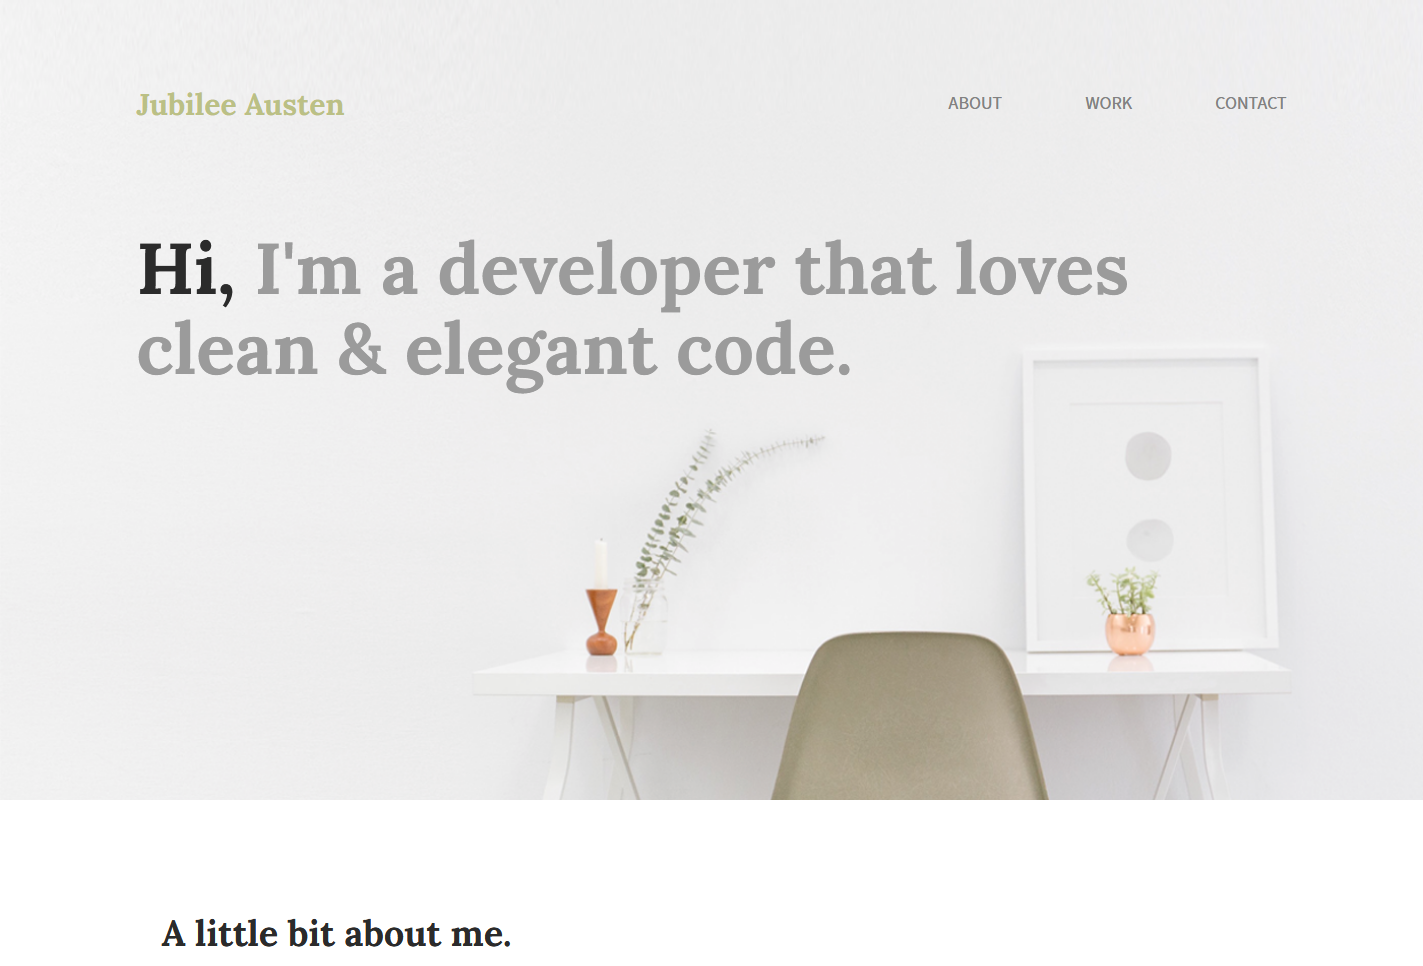 Jubilee Austen
ABOUT WORK CONTACT
Hi, I'm a developer that loves
clean & elegant code.
A little bit about me.